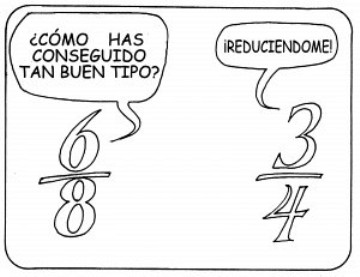 ¿CÓMO HAS
CONSEGUIDO
TAN BUEN TIPO?
¡REDUCIENDOME!
6
8
3
4